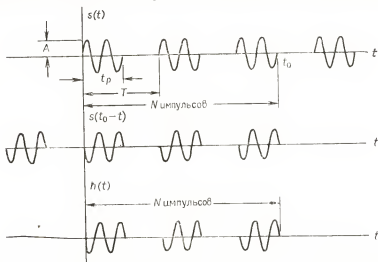 s(t)
A
t₀
t
tₚ
T
N импульсов
s(t₀-t)
t
h(t)
N импульсов
t